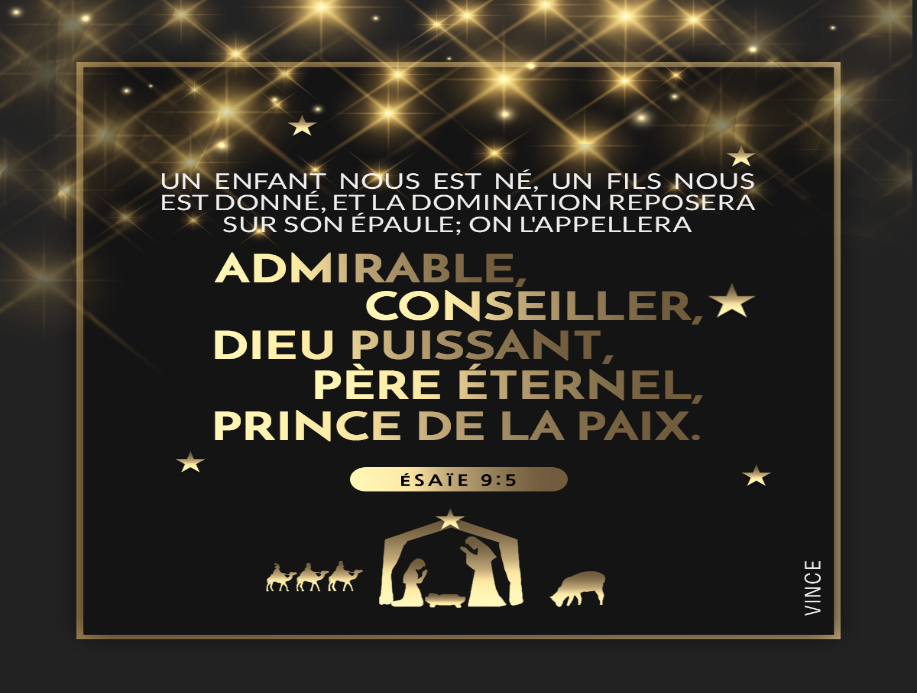 UN ENFANT NOUS EST NÉ, UN FILS NOUS
EST DONNÉ, ET LA DOMINATION REPOSERA
SUR SON ÉPAULE; ON L'APPELLERA
ADMIRABLE,
CONSEILLER,
DIEU PUISSANT,
PÈRE ÉTERNEL,
PRINCE DE LA PAIX.
ÉSAÏE 9:5
VINCE